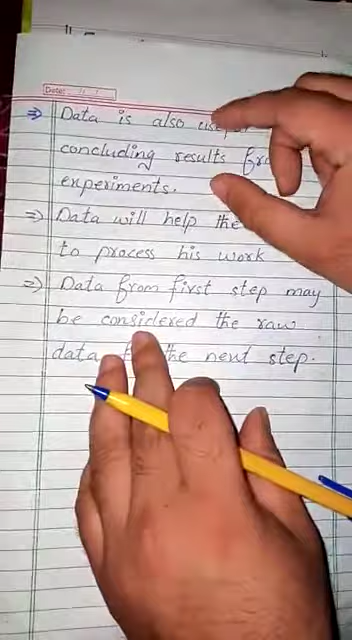 Date:
⇒ Data is also
concluding results
experiments.
⇒ Data will help the
to process his work
⇒ Data from first step may
be considered the raw
data the next step.